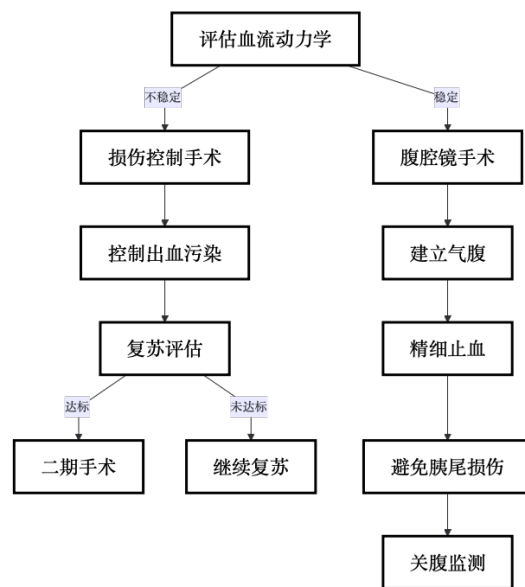 评估血流动力学
不稳定
稳定
损伤控制手术
腹腔镜手术
控制出血污染
建立气腹
复苏评估
精细止血
达标
未达标
二期手术
继续复苏
避免胰尾损伤
关腹监测